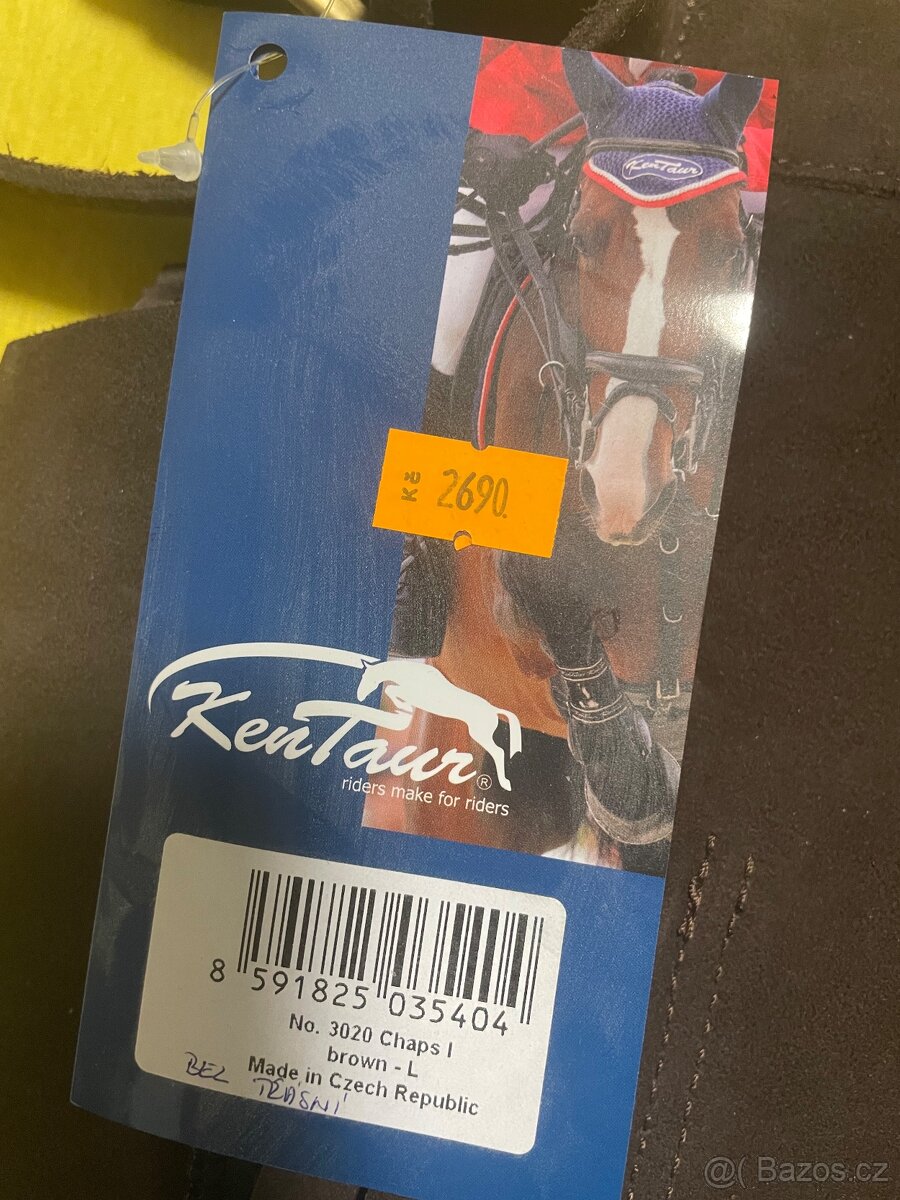 KenTaur
Kč 2690.
KenTaur®
riders make for riders
8 591825 035404
No. 3020 Chaps I
brown - L
Made in Czech Republic
BEZ TŘÁSNÍ
@( Bazos.cz